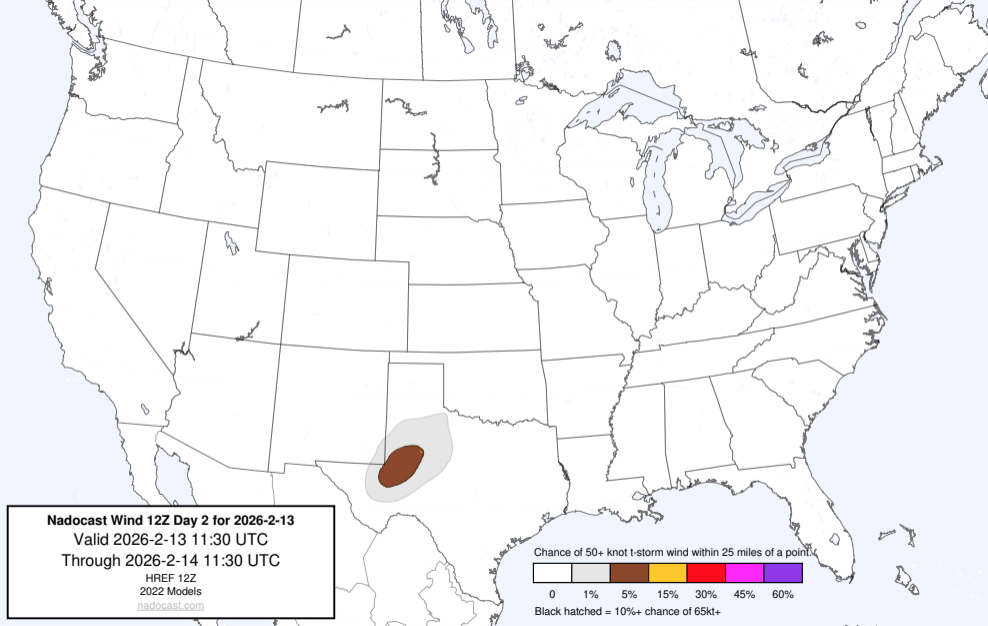 Nadocast Wind 12Z Day 2 for 2026-2-13
Valid 2026-2-13 11:30 UTC
Through 2026-2-14 11:30 UTC
HREF 12Z
2022 Models
nadocast.com
Chance of 50+ knot t-storm wind within 25 miles of a point.
0 1% 5% 15% 30% 45% 60%
Black hatched = 10%+ chance of 65kt+